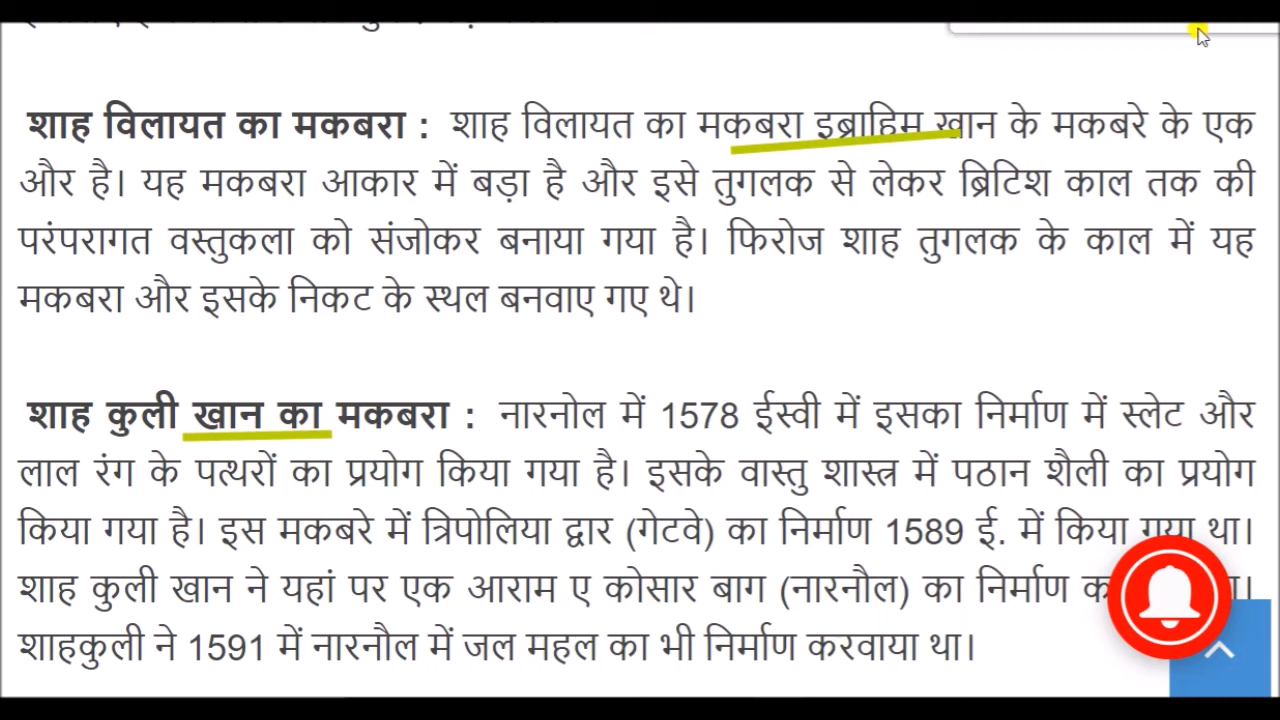 शाह विलायत का मकबरा : शाह विलायत का मकबरा इब्राहिम खान के मकबरे के एक
और है। यह मकबरा आकार में बड़ा है और इसे तुगलक से लेकर ब्रिटिश काल तक की
परंपरागत वस्तुकला को संजोकर बनाया गया है। फिरोज शाह तुगलक के काल में यह
मकबरा और इसके निकट के स्थल बनवाए गए थे।
शाह कुली खान का मकबरा : नारनोल में 1578 ईस्वी में इसका निर्माण में स्लेट और
लाल रंग के पत्थरों का प्रयोग किया गया है। इसके वास्तु शास्त्र में पठान शैली का प्रयोग
किया गया है। इस मकबरे में त्रिपोलिया द्वार (गेटवे) का निर्माण 1589 ई. में किया गया था।
शाह कुली खान ने यहां पर एक आराम ए कोसार बाग (नारनौल) का निर्माण
शाहकुली ने 1591 में नारनौल में जल महल का भी निर्माण करवाया था।